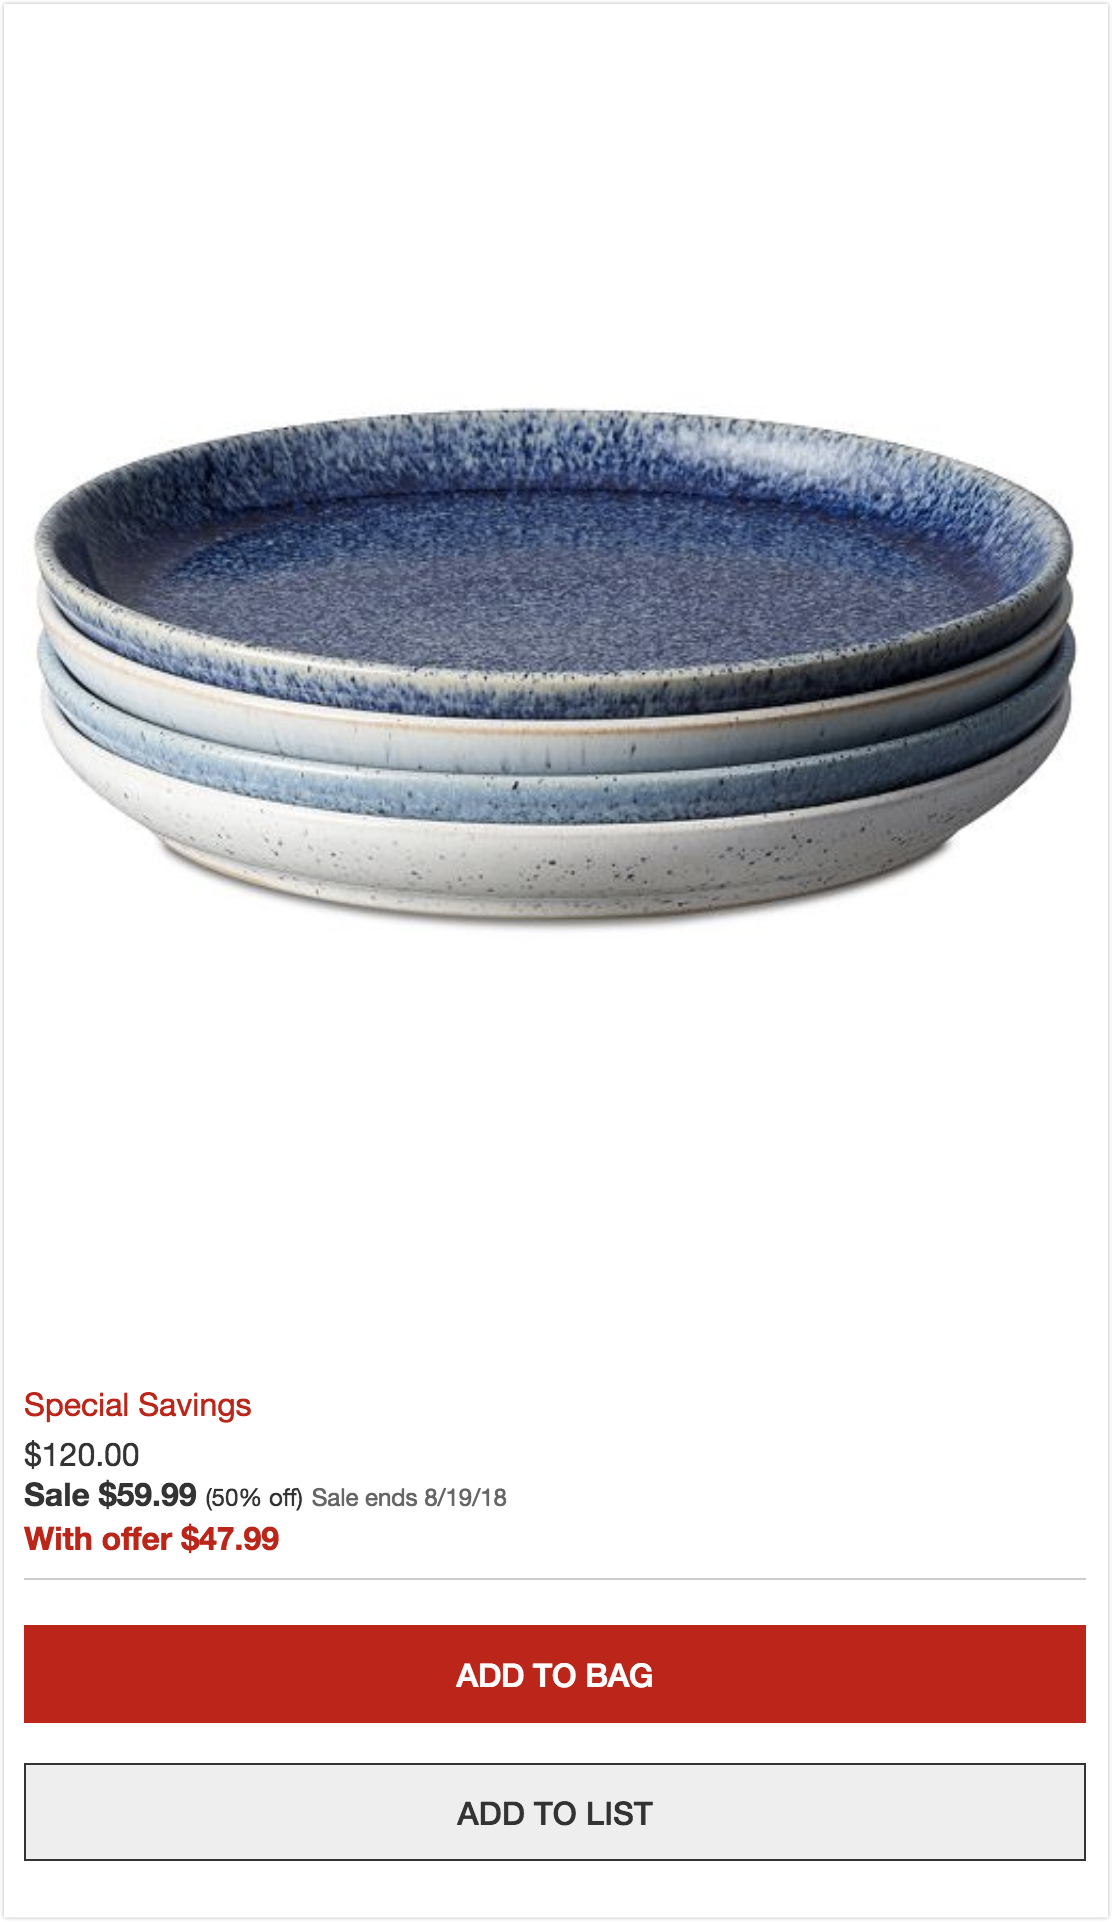 Special Savings
$120.00
Sale $59.99 (50% off) Sale ends 8/19/18
With offer $47.99
ADD TO BAG
ADD TO LIST